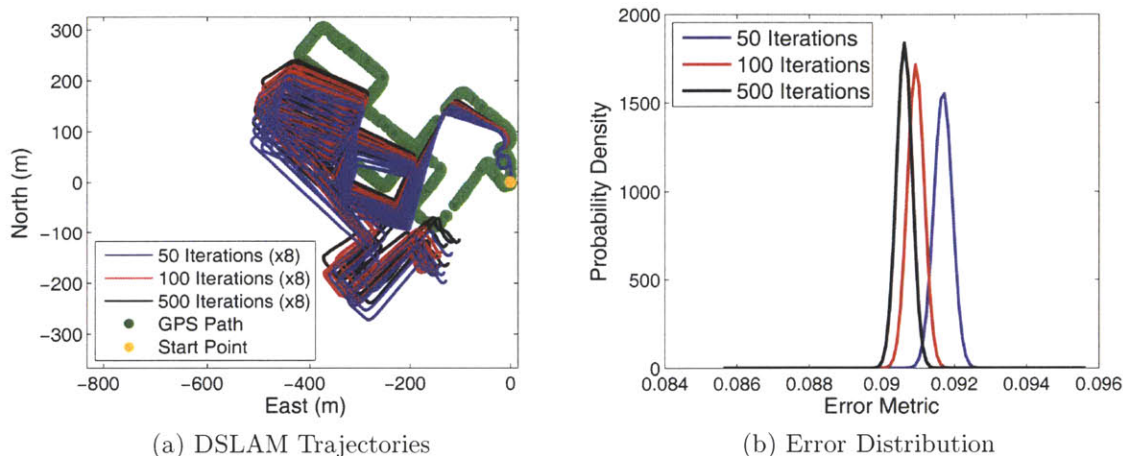 300
200
100
0
−100
−200
−300
North (m)
50 Iterations (x8)
100 Iterations (x8)
500 Iterations (x8)
GPS Path
Start Point
−800
−600
−400
−200
0
East (m)
(a) DSLAM Trajectories
2000
1500
1000
500
0
Probability Density
50 Iterations
100 Iterations
500 Iterations
0.084
0.086
0.088
0.09
0.092
0.094
0.096
Error Metric
(b) Error Distribution